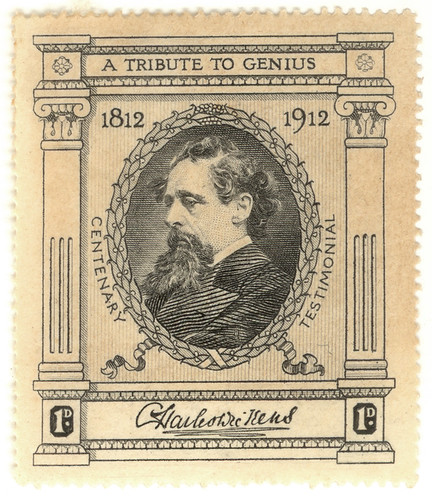 A TRIBUTE TO GENIUS
1812 1912
CENTENARY
TESTIMONIAL
Charles Dickens
1D 1D